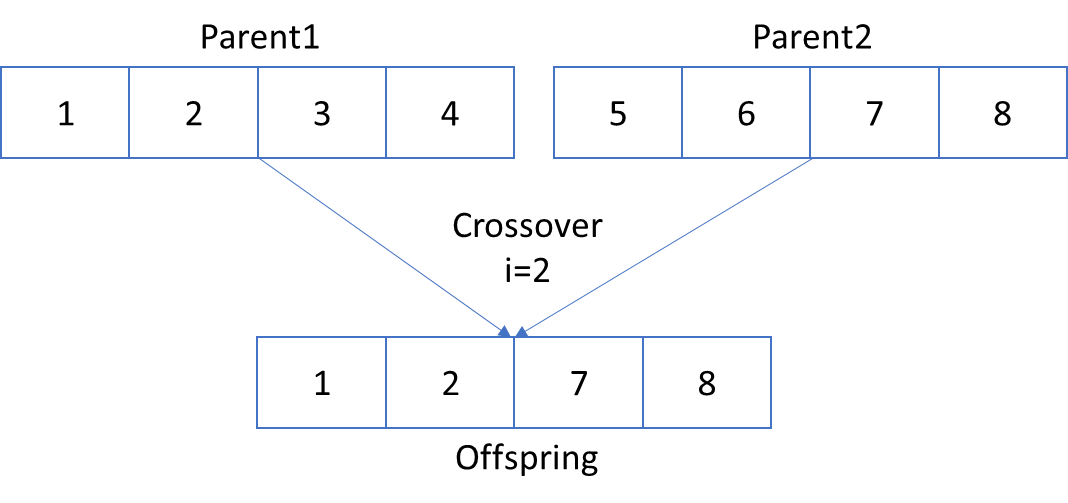 Parent1 Parent2
1 2 3 4 5 6 7 8
Crossover
i=2
1 2 7 8
Offspring